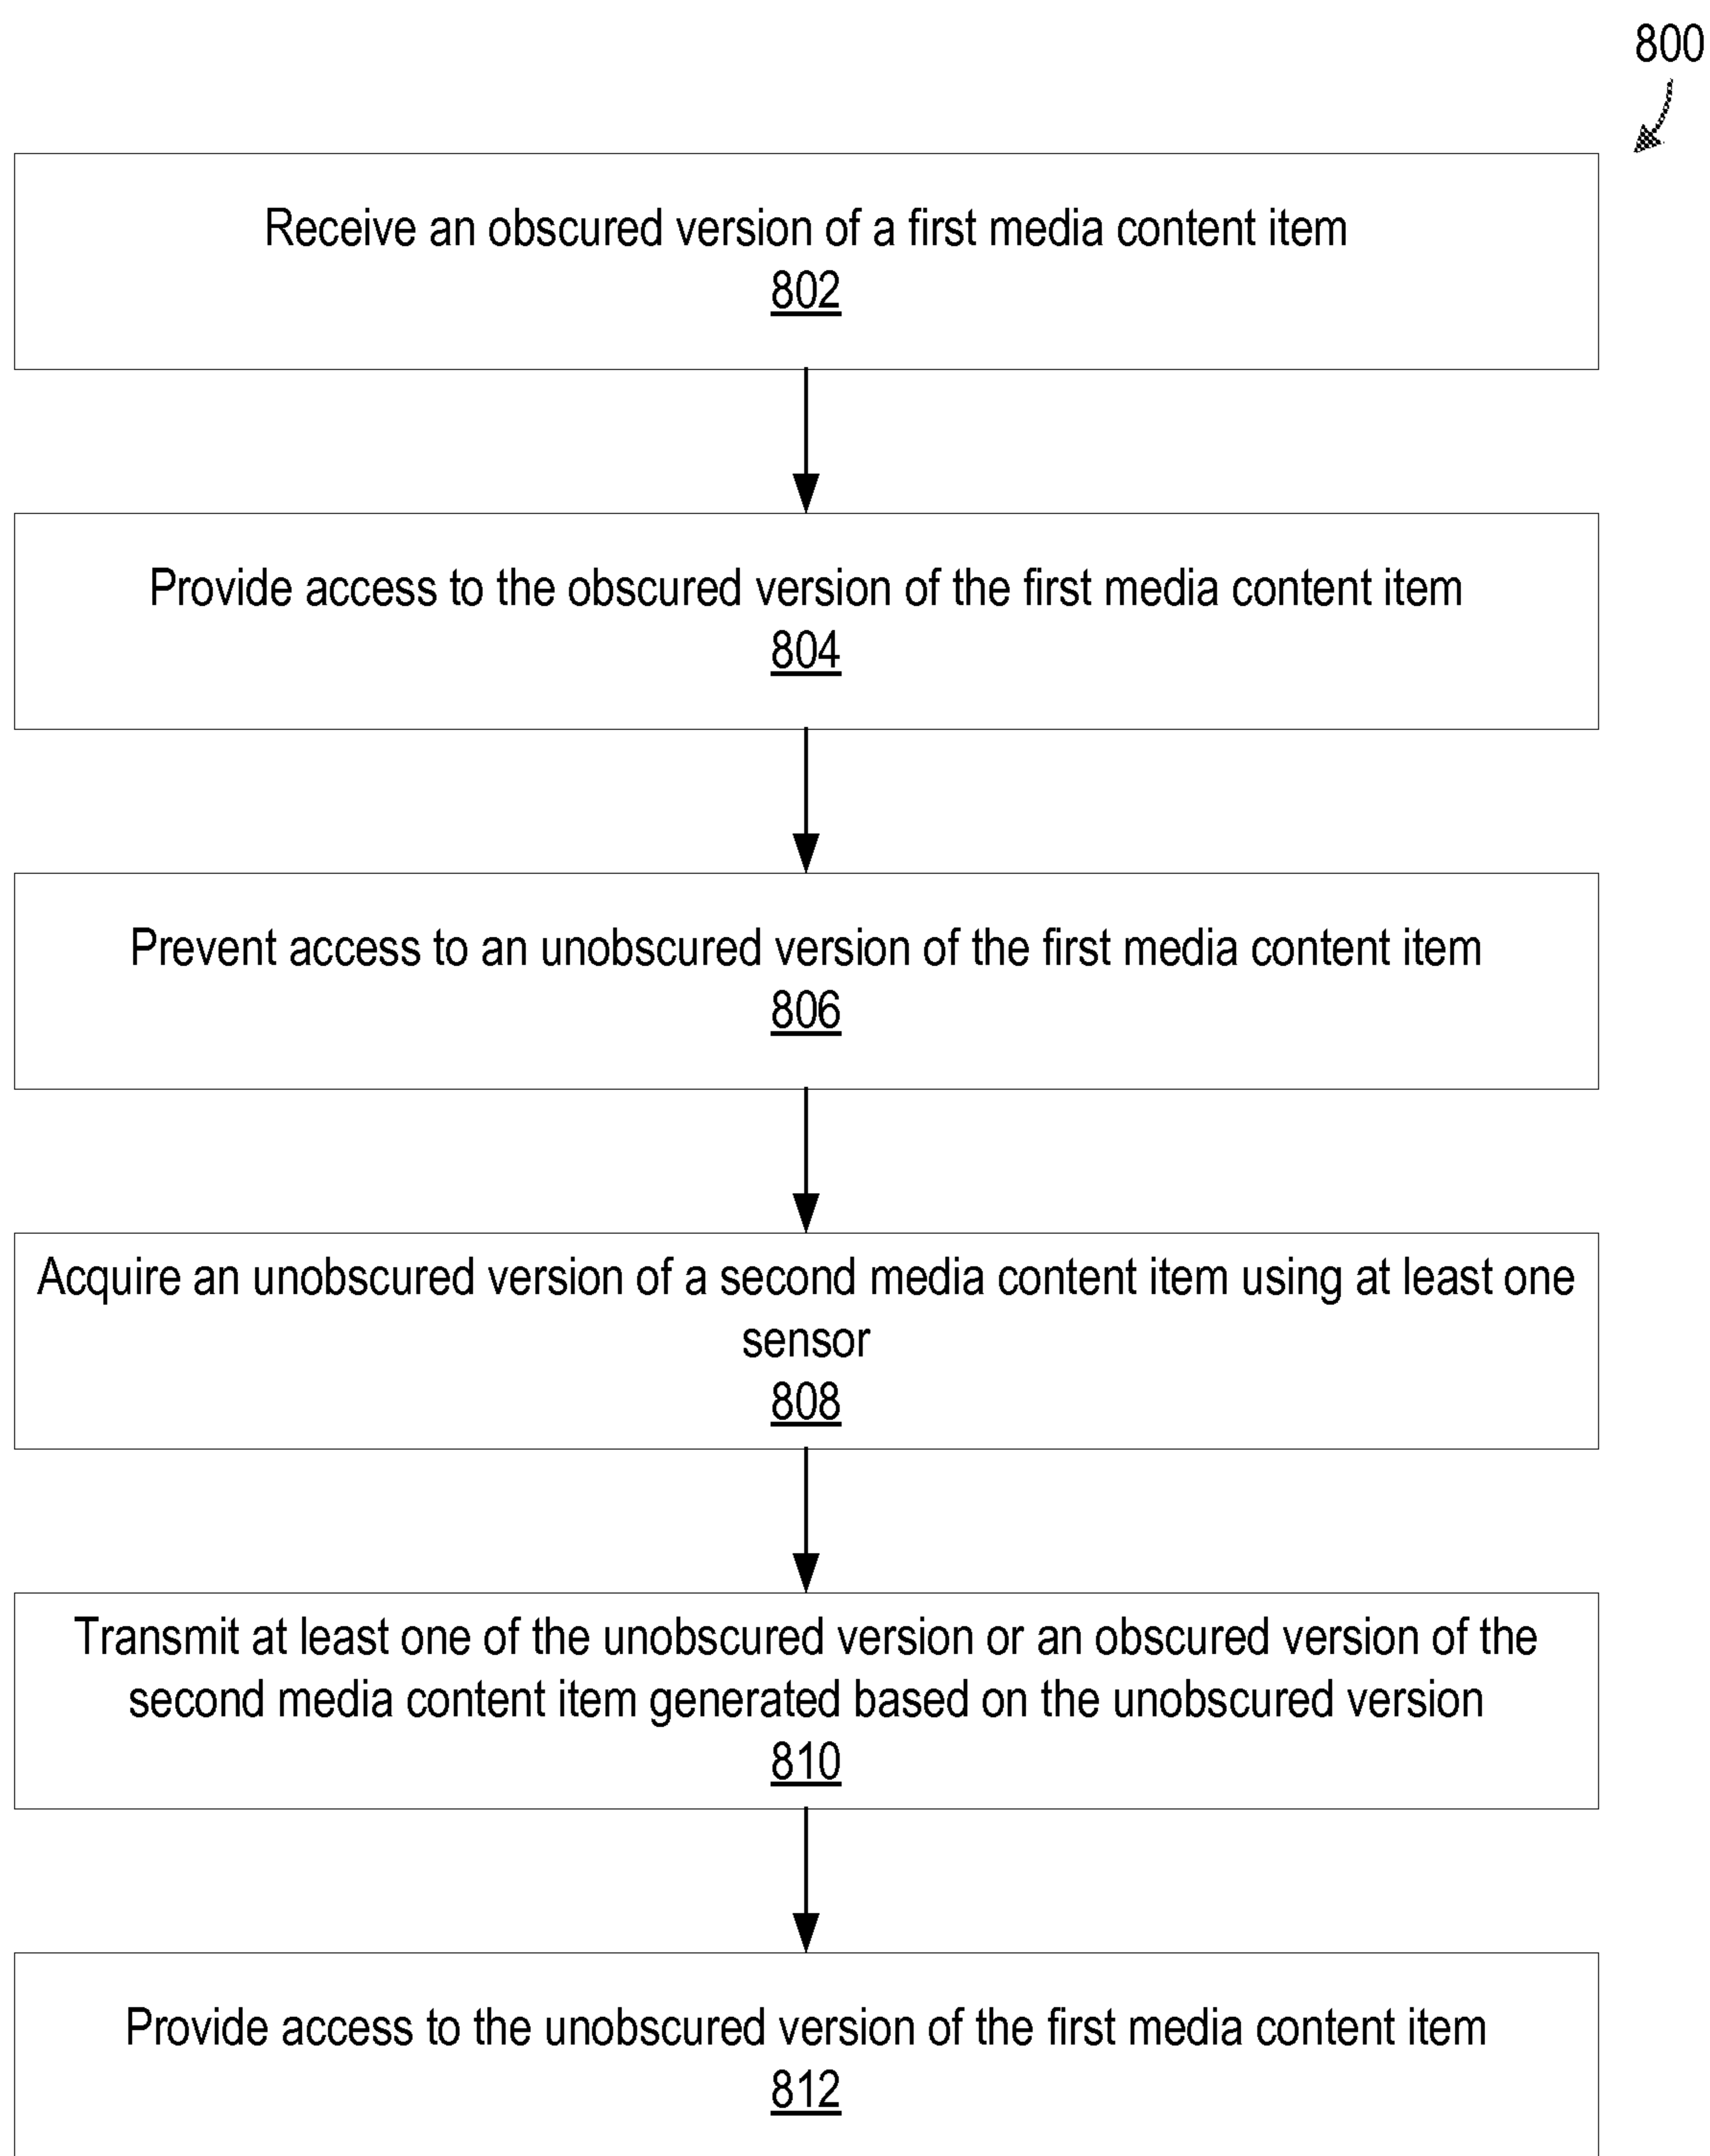 800
Receive an obscured version of a first media content item
802
Provide access to the obscured version of the first media content item
804
Prevent access to an unobscured version of the first media content item
806
Acquire an unobscured version of a second media content item using at least one
sensor
808
Transmit at least one of the unobscured version or an obscured version of the
second media content item generated based on the unobscured version
810
Provide access to the unobscured version of the first media content item
812